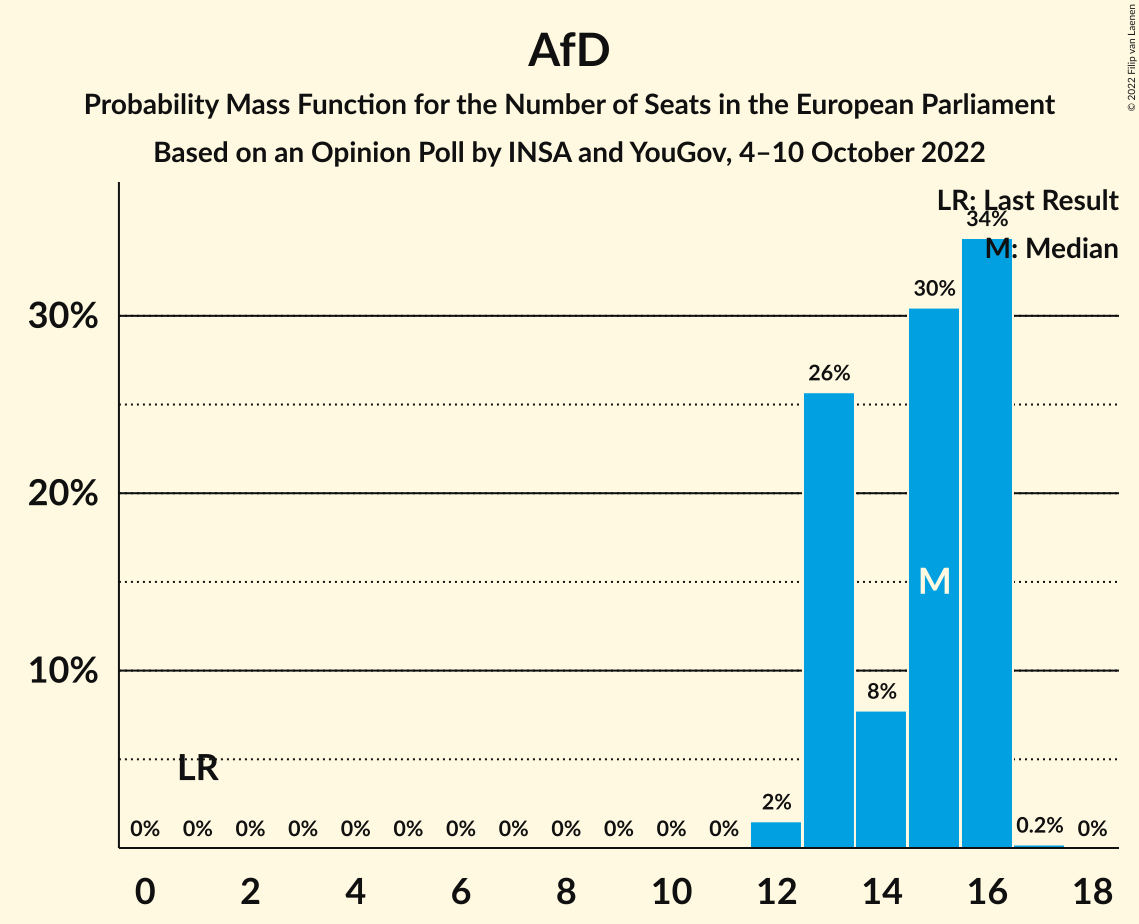 AfD
Probability Mass Function for the Number of Seats in the European Parliament
Based on an Opinion Poll by INSA and YouGov, 4–10 October 2022
© 2022 Filip van Laenen
LR: Last Result
M: Median
34%
30%
30%
26%
20%
M
10%
8%
LR
2%
0% 0% 0% 0% 0% 0% 0% 0% 0% 0% 0% 0% 0.2% 0%
0 2 4 6 8 10 12 14 16 18